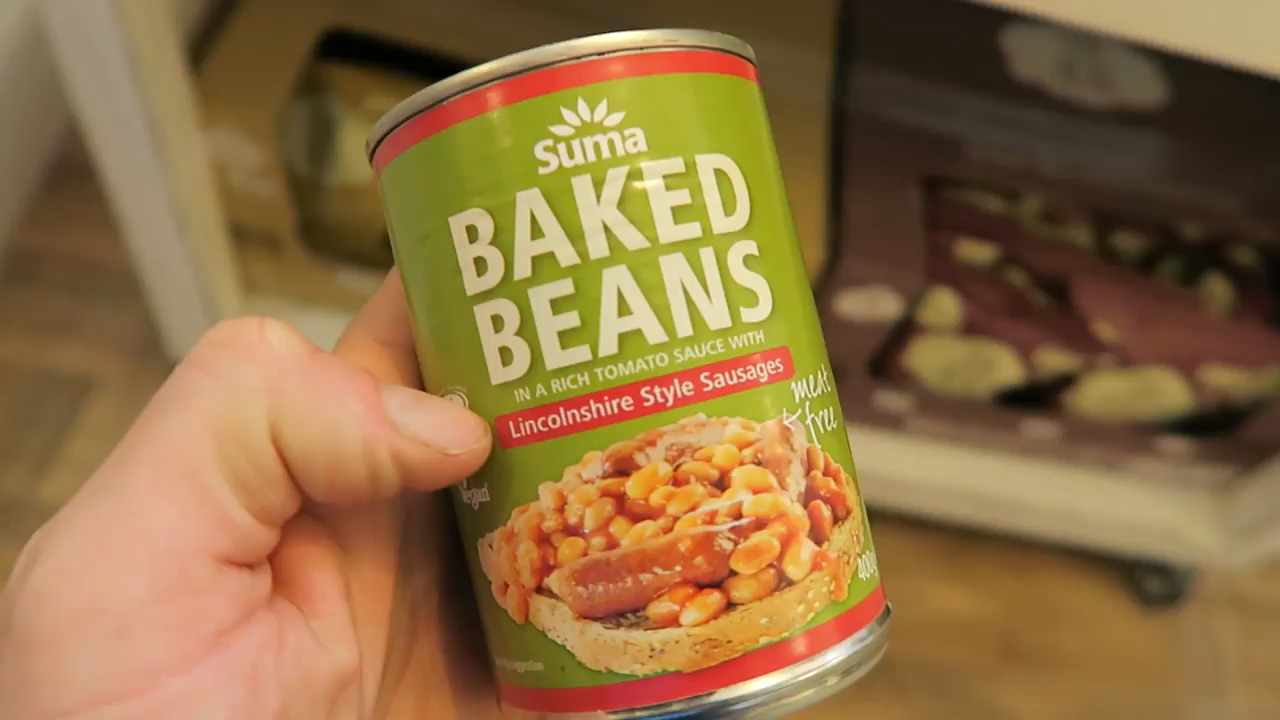 Suma
BAKED
BEANS
IN A RICH TOMATO SAUCE WITH
Lincolnshire Style Sausages
meat
free
Vegan
400g